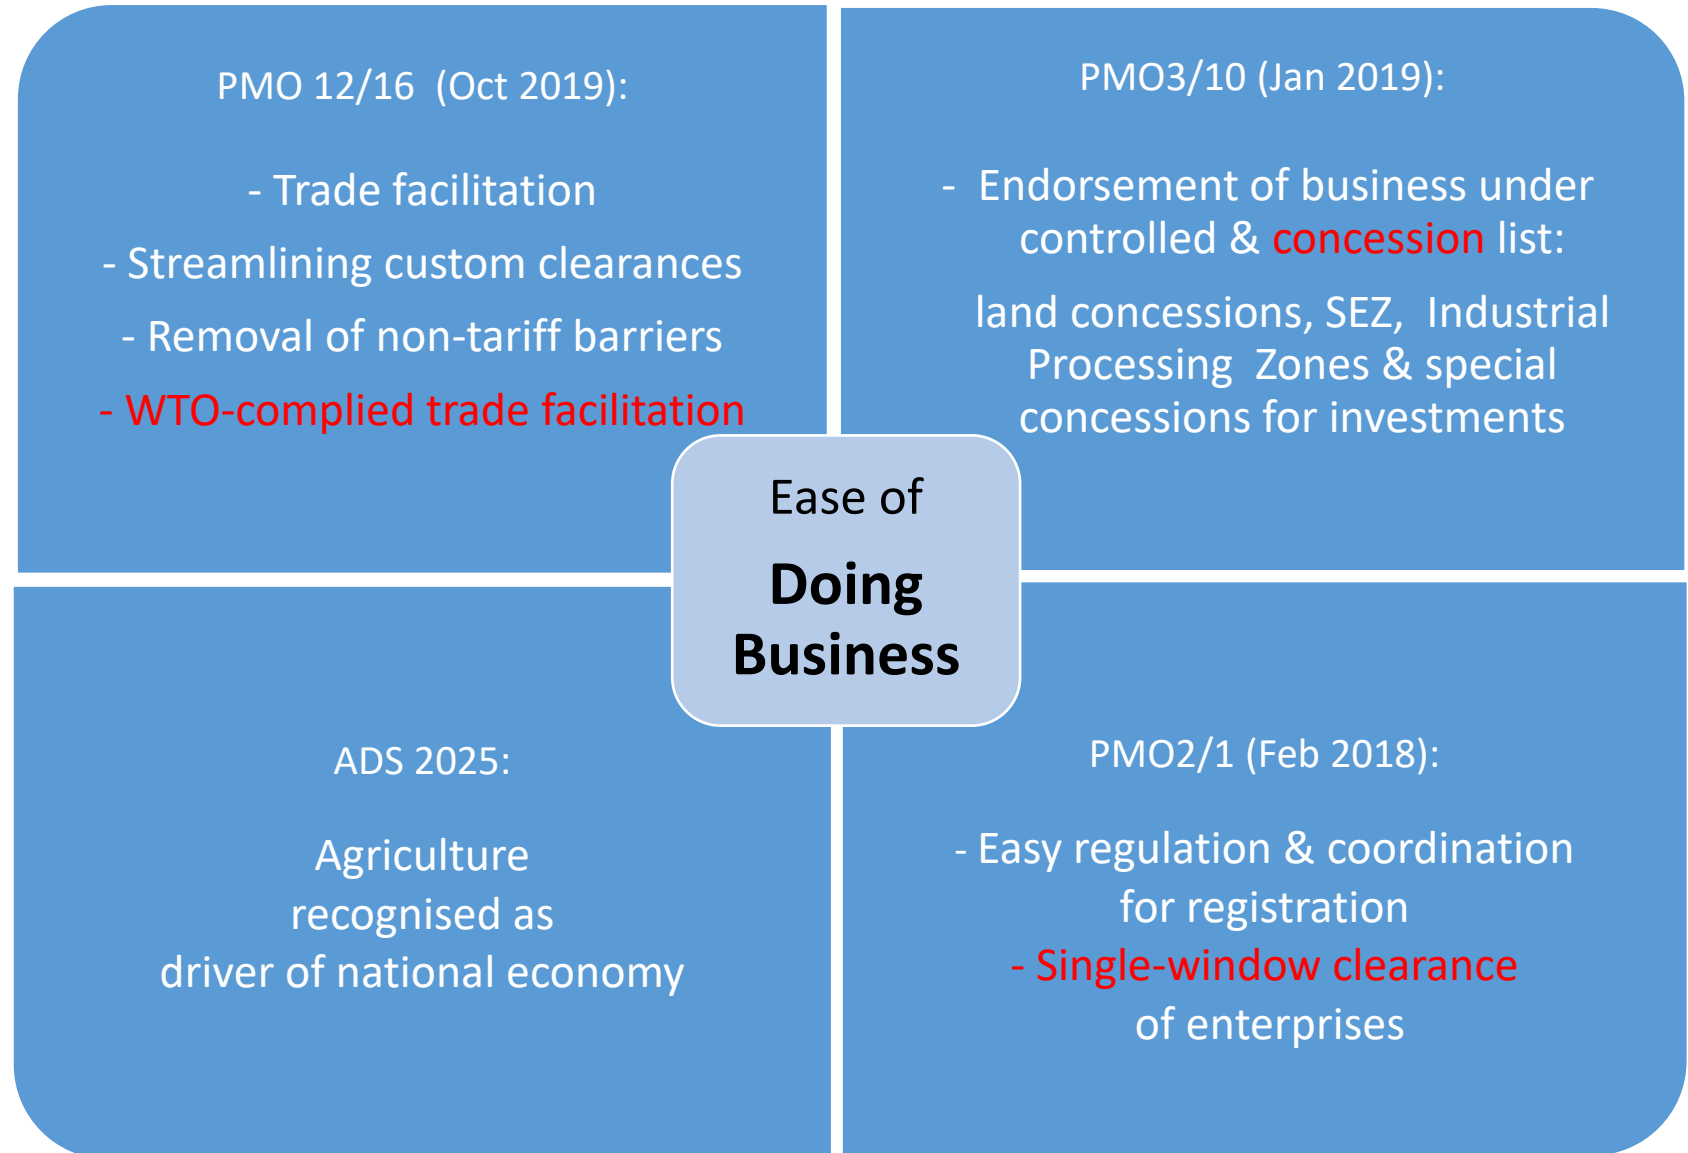 PMO 12/16 (Oct 2019):
- Trade facilitation
- Streamlining custom clearances
- Removal of non-tariff barriers
- WTO-complied trade facilitation
PMO3/10 (Jan 2019):
- Endorsement of business under
controlled & concession list:
land concessions, SEZ, Industrial
Processing Zones & special
concessions for investments
Ease of
Doing
Business
ADS 2025:
Agriculture
recognised as
driver of national economy
PMO2/1 (Feb 2018):
- Easy regulation & coordination
for registration
- Single-window clearance
of enterprises